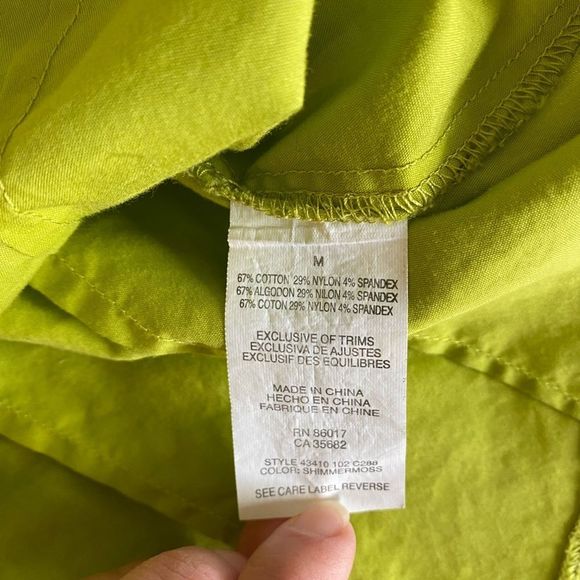 M
67% COTTON 29% NYLON 4% SPANDEX
67% ALGODON 29% NILON 4% SPANDEX
67% COTON 29% NYLON 4% SPANDEX
EXCLUSIVE OF TRIMS
EXCLUSIVA DE AJUSTES
EXCLUSIF DES EQUILIBRES
MADE IN CHINA
HECHO EN CHINA
FABRIQUE EN CHINE
RN 86017
CA 35682
STYLE 43410 102 C288
COLOR: SHIMMERMOSS
SEE CARE LABEL REVERSE